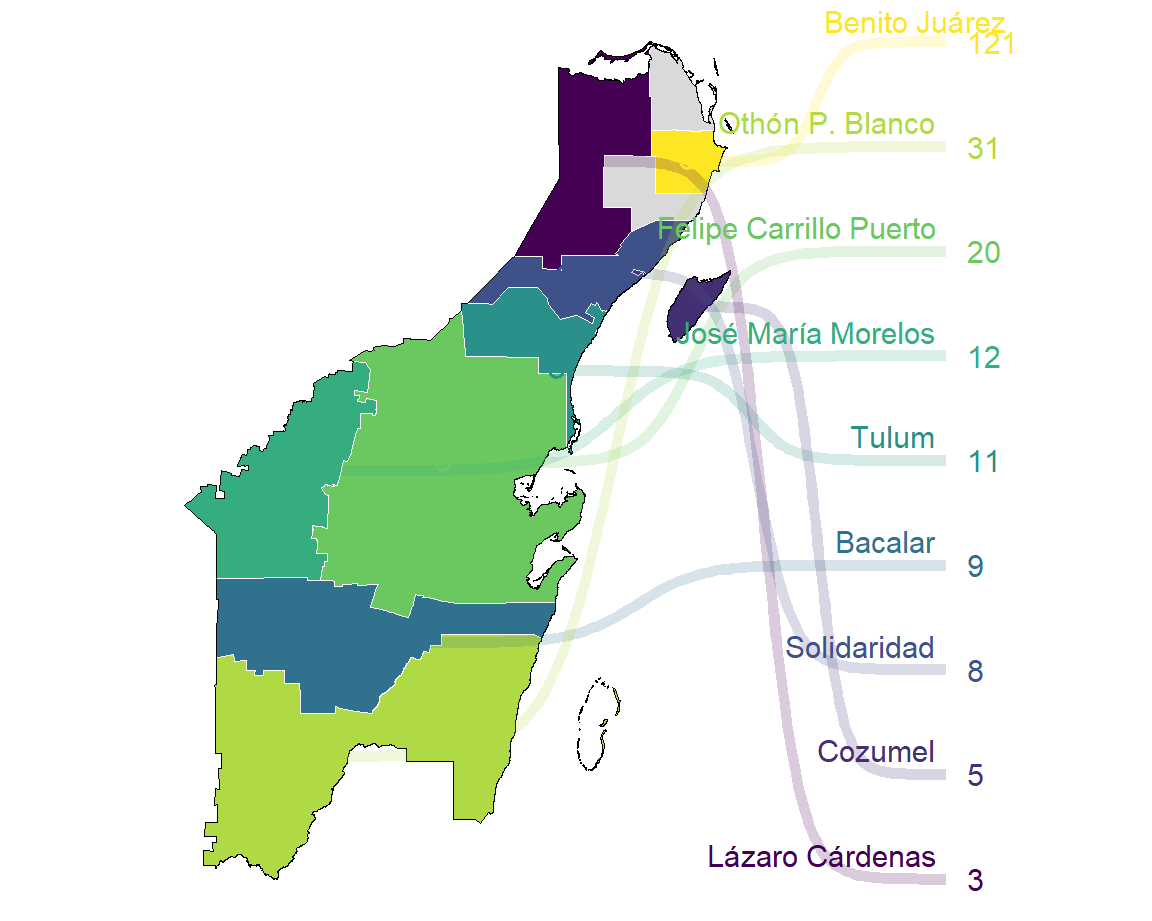 Benito Juárez
121
Othón P. Blanco
31
Felipe Carrillo Puerto
20
José María Morelos
12
Tulum
11
Bacalar
9
Solidaridad
8
Cozumel
5
Lázaro Cárdenas
3